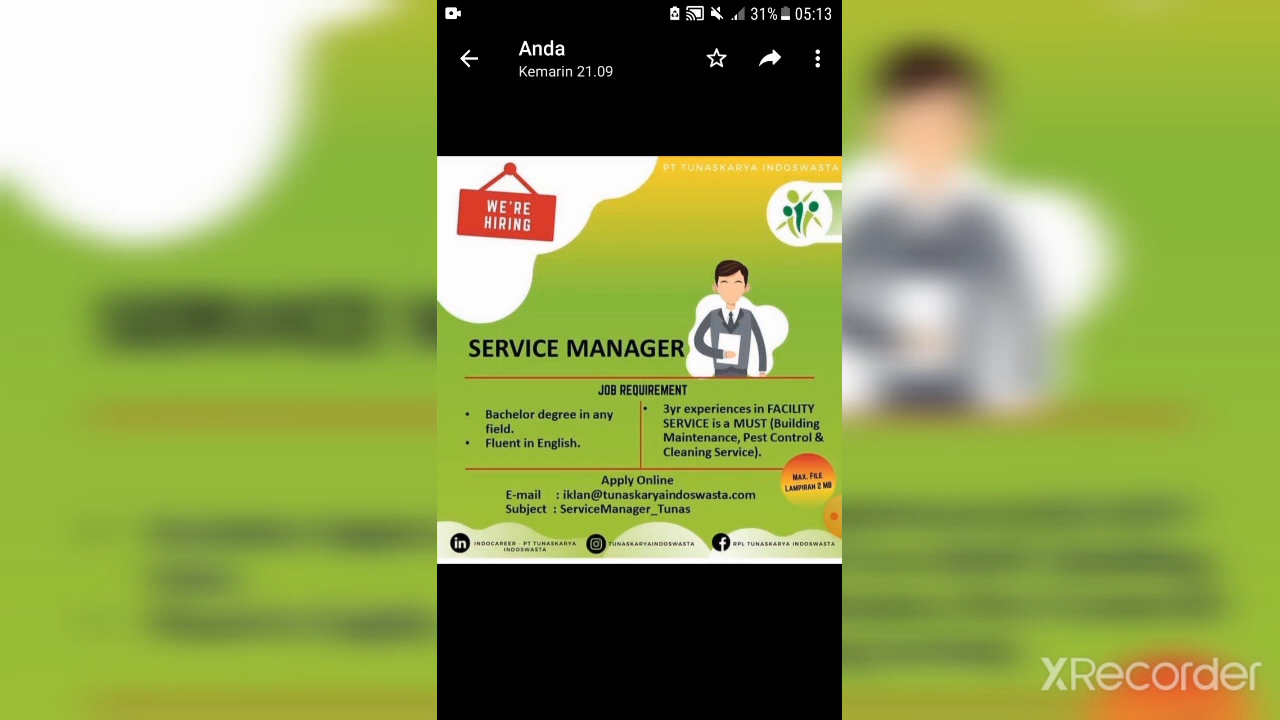 31% 05:13
Anda
Kemarin 21.09
PT TUNASKARYA INDOSWASTA
WE'RE
HIRING
SERVICE MANAGER
JOB REQUIREMENT
• Bachelor degree in any
field.
• Fluent in English.
• 3yr experiences in FACILITY
SERVICE is a MUST (Building
Maintenance, Pest Control &
Cleaning Service).
MAX. FILE
LAMPIRAN 2 MB
Apply Online
E-mail : iklan@tunaskaryaindoswasta.com
Subject : ServiceManager_Tunas
in INDOCAREER - PT TUNASKARYA
INDOSWASTA
TUNASKARYAINDOSWASTA
RPL TUNASKARYA INDOSWASTA
XRecorder